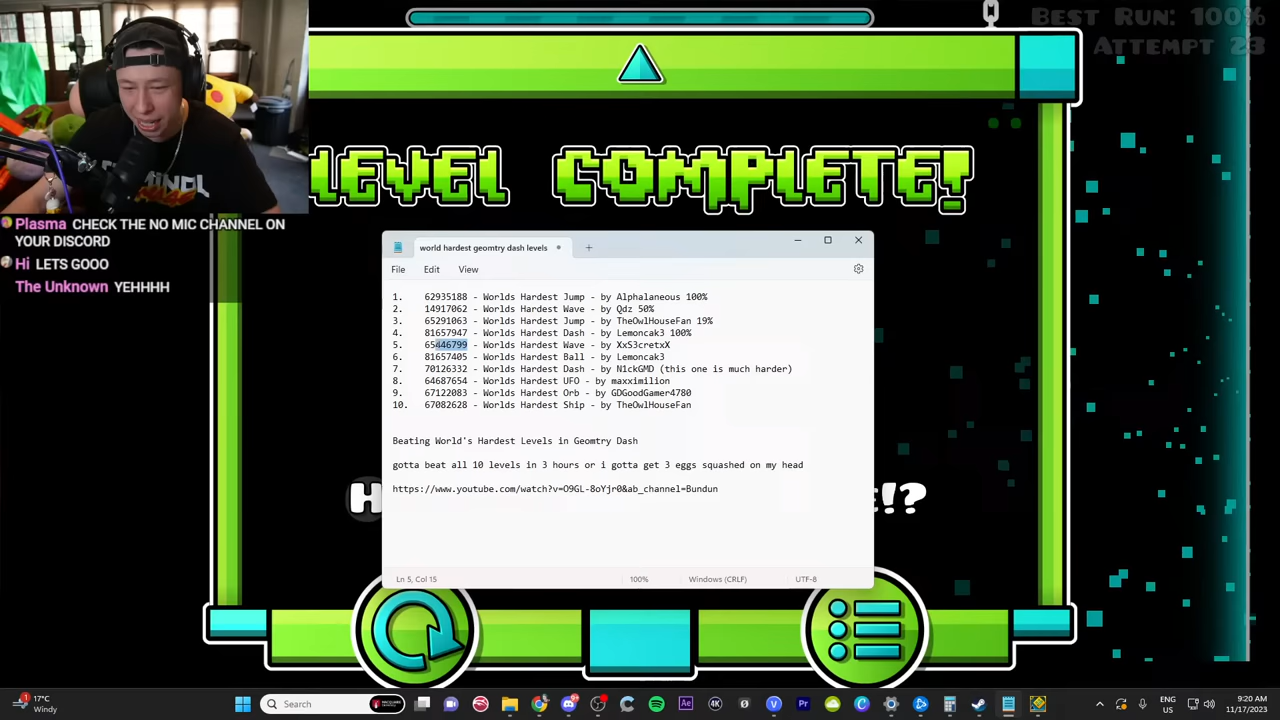 Best Run: 100%
Attempt 23
LEVEL COMPLETE!
Plasma CHECK THE NO MIC CHANNEL ON
YOUR DISCORD
Hi LETS GOOO
The Unknown YEHHHH
world hardest geomtry dash levels
File Edit View
1. 62935188 - Worlds Hardest Jump - by Alphalaneous 100%
2. 14917062 - Worlds Hardest Wave - by Qdz 50%
3. 65291063 - Worlds Hardest Jump - by TheOwlHouseFan 19%
4. 81657947 - Worlds Hardest Dash - by Lemoncak3 100%
5. 65446799 - Worlds Hardest Wave - by XxS3cretxX
6. 81657405 - Worlds Hardest Ball - by Lemoncak3
7. 70126332 - Worlds Hardest Dash - by N1ckGMD (this one is much harder)
8. 64687654 - Worlds Hardest UFO - by maxximilion
9. 67122083 - Worlds Hardest Orb - by GDGoodGamer4780
10. 67082628 - Worlds Hardest Ship - by TheOwlHouseFan
Beating World's Hardest Levels in Geomtry Dash
gotta beat all 10 levels in 3 hours or i gotta get 3 eggs squashed on my head
https://www.youtube.com/watch?v=O9GL-8oYjr0&ab_channel=Bundun
!?
Ln 5, Col 15 100% Windows (CRLF) UTF-8
1
17°C
Windy
Search
Ae
4K
Pr
ENG
US
9:20 AM
11/17/2023